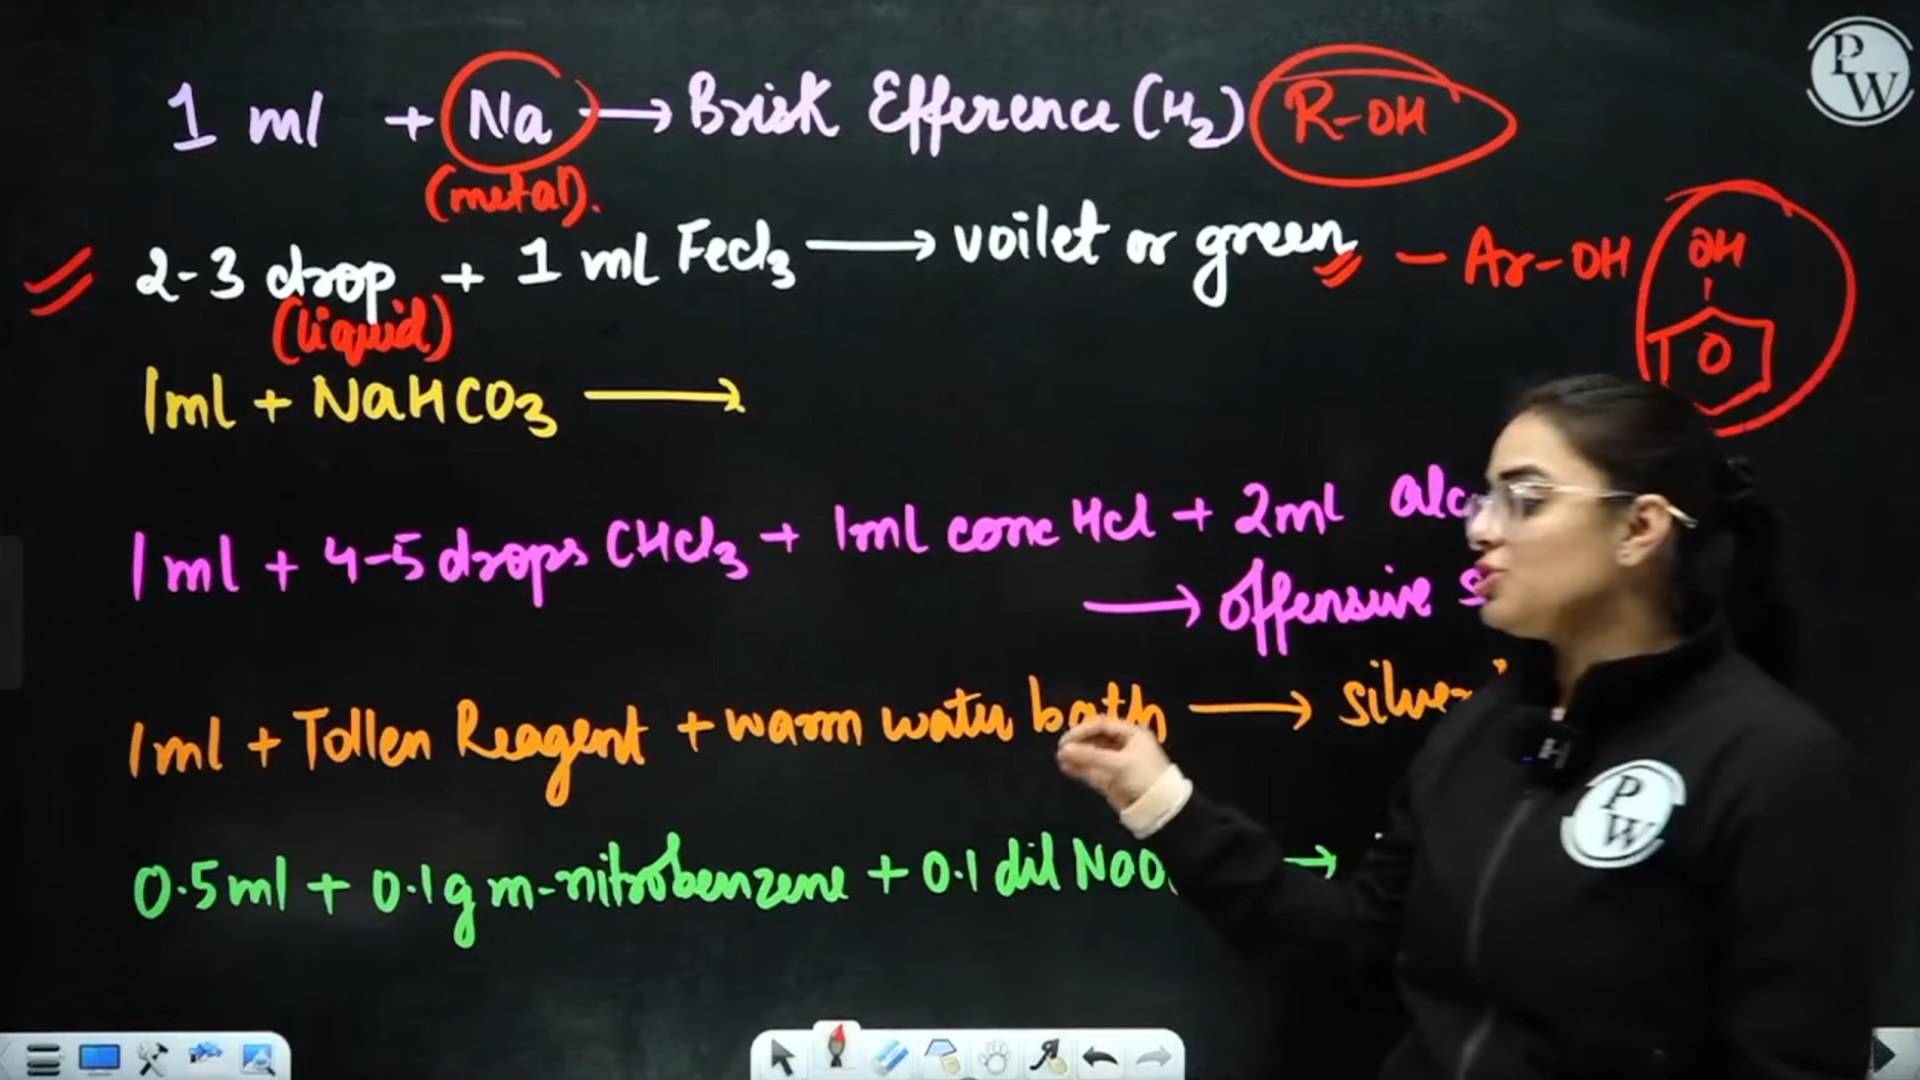 1 ml + Na → Brisk Efference (H2) R-OH
(metal).
2-3 drop + 1 ml Fecl3 → voilet or green - Ar-OH OH
(liquid)
1ml + NaHCO3 →
1ml + 4-5 drops CHCl3 + 1ml conc Hcl + 2ml
→ offensive
1ml + Tollen Reagent + warm water bath →
0.5ml + 0.1g m-nitrobenzene + 0.1 dil →
PW
PW